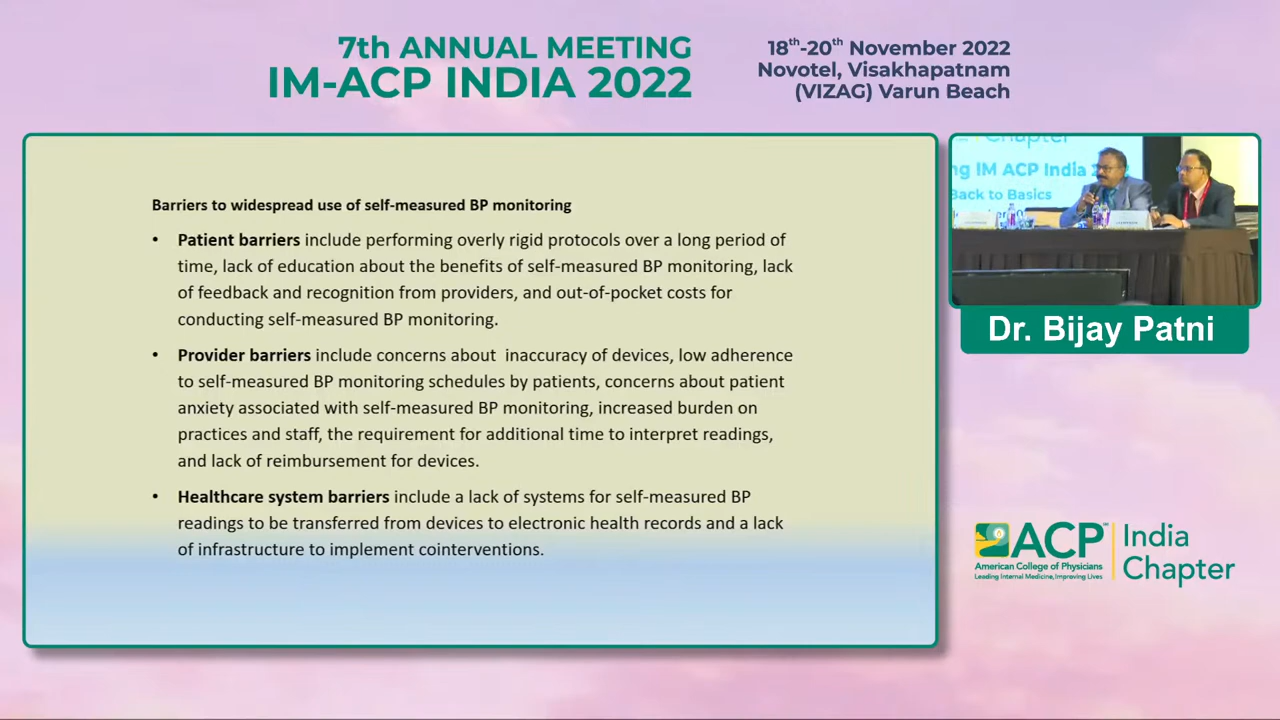 7th ANNUAL MEETING
IM-ACP INDIA 2022
18th-20th November 2022
Novotel, Visakhapatnam
(VIZAG) Varun Beach
Barriers to widespread use of self-measured BP monitoring
• Patient barriers include performing overly rigid protocols over a long period of
time, lack of education about the benefits of self-measured BP monitoring, lack
of feedback and recognition from providers, and out-of-pocket costs for
conducting self-measured BP monitoring.
• Provider barriers include concerns about  inaccuracy of devices, low adherence
to self-measured BP monitoring schedules by patients, concerns about patient
anxiety associated with self-measured BP monitoring, increased burden on
practices and staff, the requirement for additional time to interpret readings,
and lack of reimbursement for devices.
• Healthcare system barriers include a lack of systems for self-measured BP
readings to be transferred from devices to electronic health records and a lack
of infrastructure to implement cointerventions.
Chapter
ng IM ACP India 2
Back to Basics
Dr. Bijay Patni
ACP
American College of Physicians
Leading Internal Medicine, Improving Lives
India
Chapter